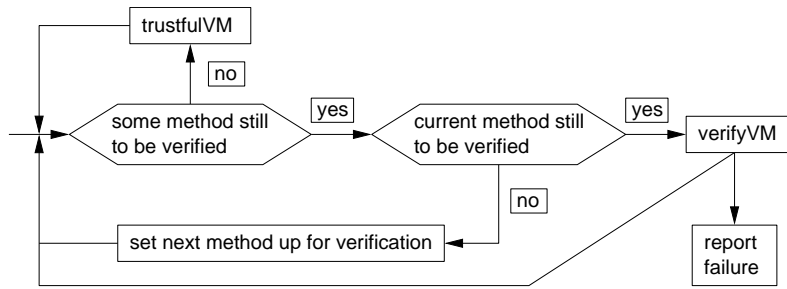 trustfulVM
no
some method still
to be verified
yes
current method still
to be verified
yes
verifyVM
no
set next method up for verification
report
failure